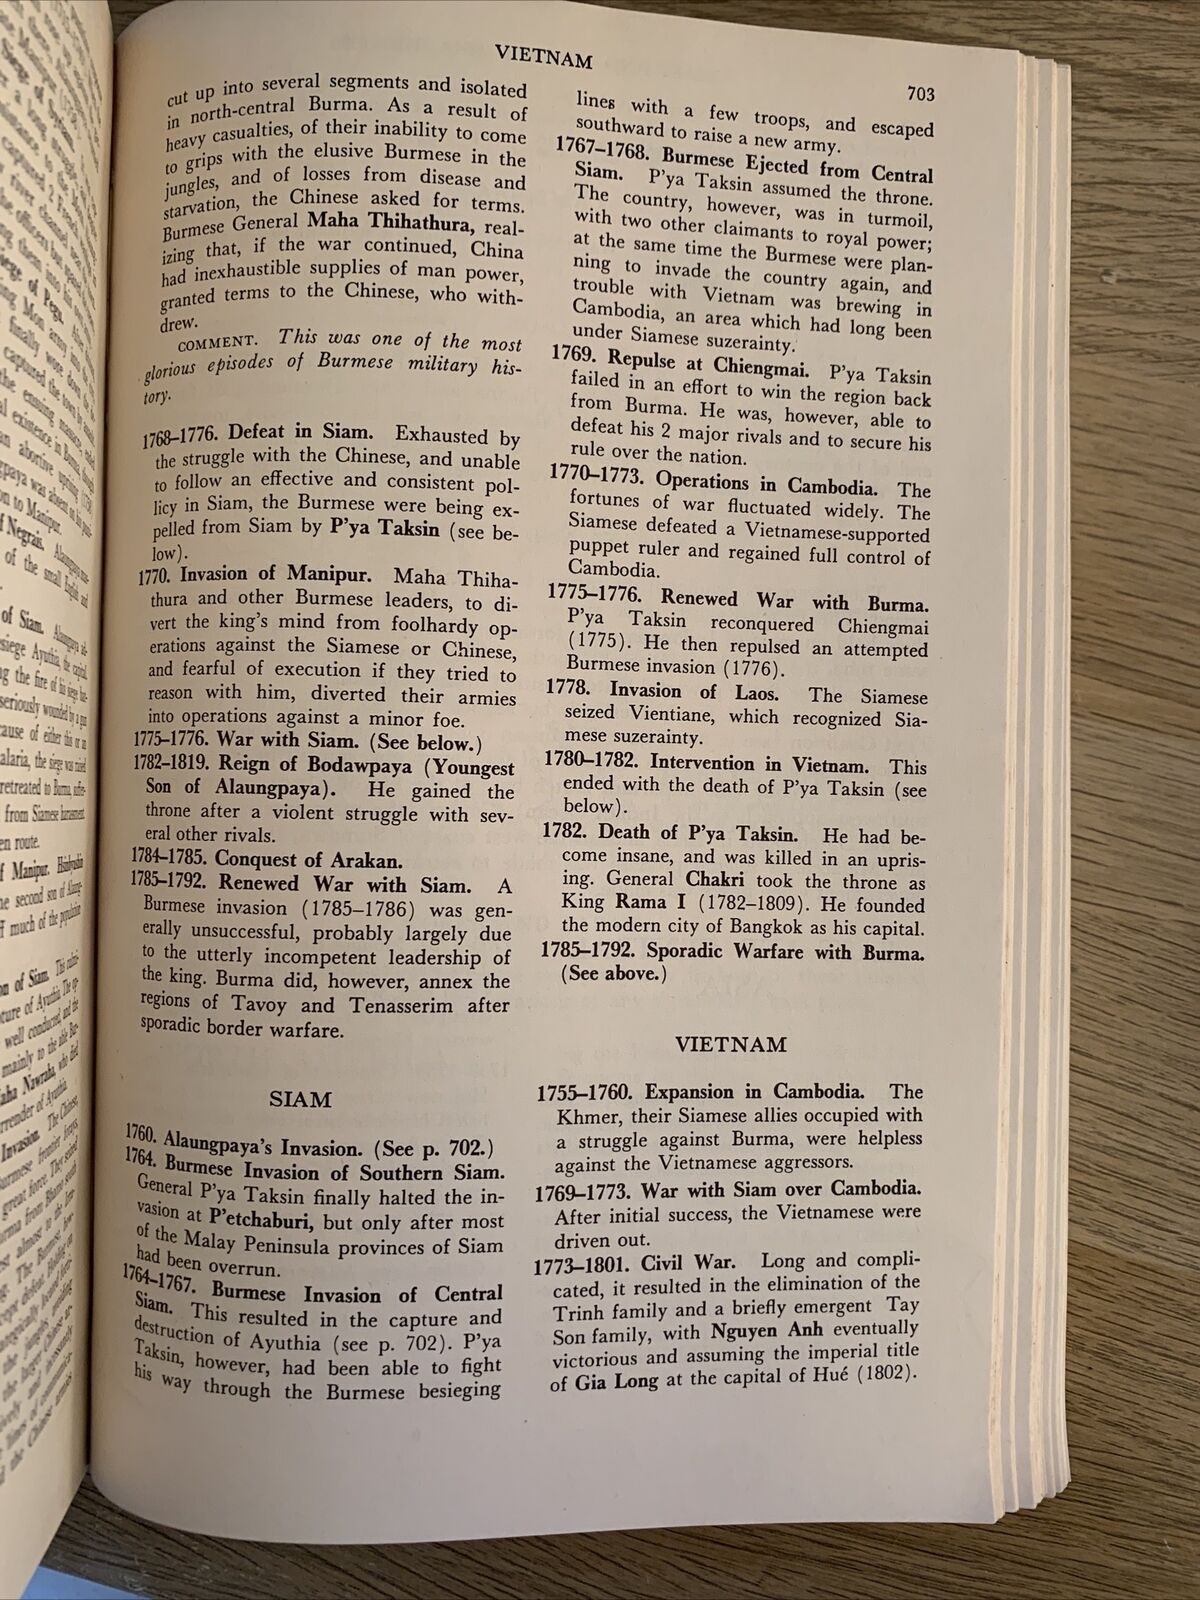 VIETNAM
703
cut up into several segments and isolated
in north-central Burma. As a result of
heavy casualties, of their inability to come
to grips with the elusive Burmese in the
jungles, and of losses from disease and
starvation, the Chinese asked for terms.
Burmese General Maha Thihathura, real-
izing that, if the war continued, China
had inexhaustible supplies of man power,
granted terms to the Chinese, who with-
drew.
COMMENT. This was one of the most
glorious episodes of Burmese military his-
tory.
1768–1776. Defeat in Siam. Exhausted by
the struggle with the Chinese, and unable
to follow an effective and consistent pol-
licy in Siam, the Burmese were being ex-
pelled from Siam by P'ya Taksin (see be-
low).
1770. Invasion of Manipur. Maha Thiha-
thura and other Burmese leaders, to di-
vert the king's mind from foolhardy op-
erations against the Siamese or Chinese,
and fearful of execution if they tried to
reason with him, diverted their armies
into operations against a minor foe.
1775–1776. War with Siam. (See below.)
1782–1819. Reign of Bodawpaya (Youngest
Son of Alaungpaya). He gained the
throne after a violent struggle with sev-
eral other rivals.
1784–1785. Conquest of Arakan.
1785–1792. Renewed War with Siam. A
Burmese invasion (1785–1786) was gen-
erally unsuccessful, probably largely due
to the utterly incompetent leadership of
the king. Burma did, however, annex the
regions of Tavoy and Tenasserim after
sporadic border warfare.
SIAM
1760. Alaungpaya's Invasion. (See p. 702.)
1764. Burmese Invasion of Southern Siam.
General P'ya Taksin finally halted the in-
vasion at P'etchaburi, but only after most
of the Malay Peninsula provinces of Siam
had been overrun.
1764–1767. Burmese Invasion of Central
Siam. This resulted in the capture and
destruction of Ayuthia (see p. 702). P'ya
Taksin, however, had been able to fight
his way through the Burmese besieging
lines with a few troops, and escaped
southward to raise a new army.
1767–1768. Burmese Ejected from Central
Siam. P'ya Taksin assumed the throne.
The country, however, was in turmoil,
with two other claimants to royal power;
at the same time the Burmese were plan-
ning to invade the country again, and
trouble with Vietnam was brewing in
Cambodia, an area which had long been
under Siamese suzerainty.
1769. Repulse at Chiengmai. P'ya Taksin
failed in an effort to win the region back
from Burma. He was, however, able to
defeat his 2 major rivals and to secure his
rule over the nation.
1770–1773. Operations in Cambodia. The
fortunes of war fluctuated widely. The
Siamese defeated a Vietnamese-supported
puppet ruler and regained full control of
Cambodia.
1775–1776. Renewed War with Burma.
P'ya Taksin reconquered Chiengmai
(1775). He then repulsed an attempted
Burmese invasion (1776).
1778. Invasion of Laos. The Siamese
seized Vientiane, which recognized Sia-
mese suzerainty.
1780–1782. Intervention in Vietnam. This
ended with the death of P'ya Taksin (see
below).
1782. Death of P'ya Taksin. He had be-
come insane, and was killed in an upris-
ing. General Chakri took the throne as
King Rama I (1782–1809). He founded
the modern city of Bangkok as his capital.
1785–1792. Sporadic Warfare with Burma.
(See above.)
VIETNAM
1755–1760. Expansion in Cambodia. The
Khmer, their Siamese allies occupied with
a struggle against Burma, were helpless
against the Vietnamese aggressors.
1769–1773. War with Siam over Cambodia.
After initial success, the Vietnamese were
driven out.
1773–1801. Civil War. Long and compli-
cated, it resulted in the elimination of the
Trinh family and a briefly emergent Tay
Son family, with Nguyen Anh eventually
victorious and assuming the imperial title
of Gia Long at the capital of Hué (1802).